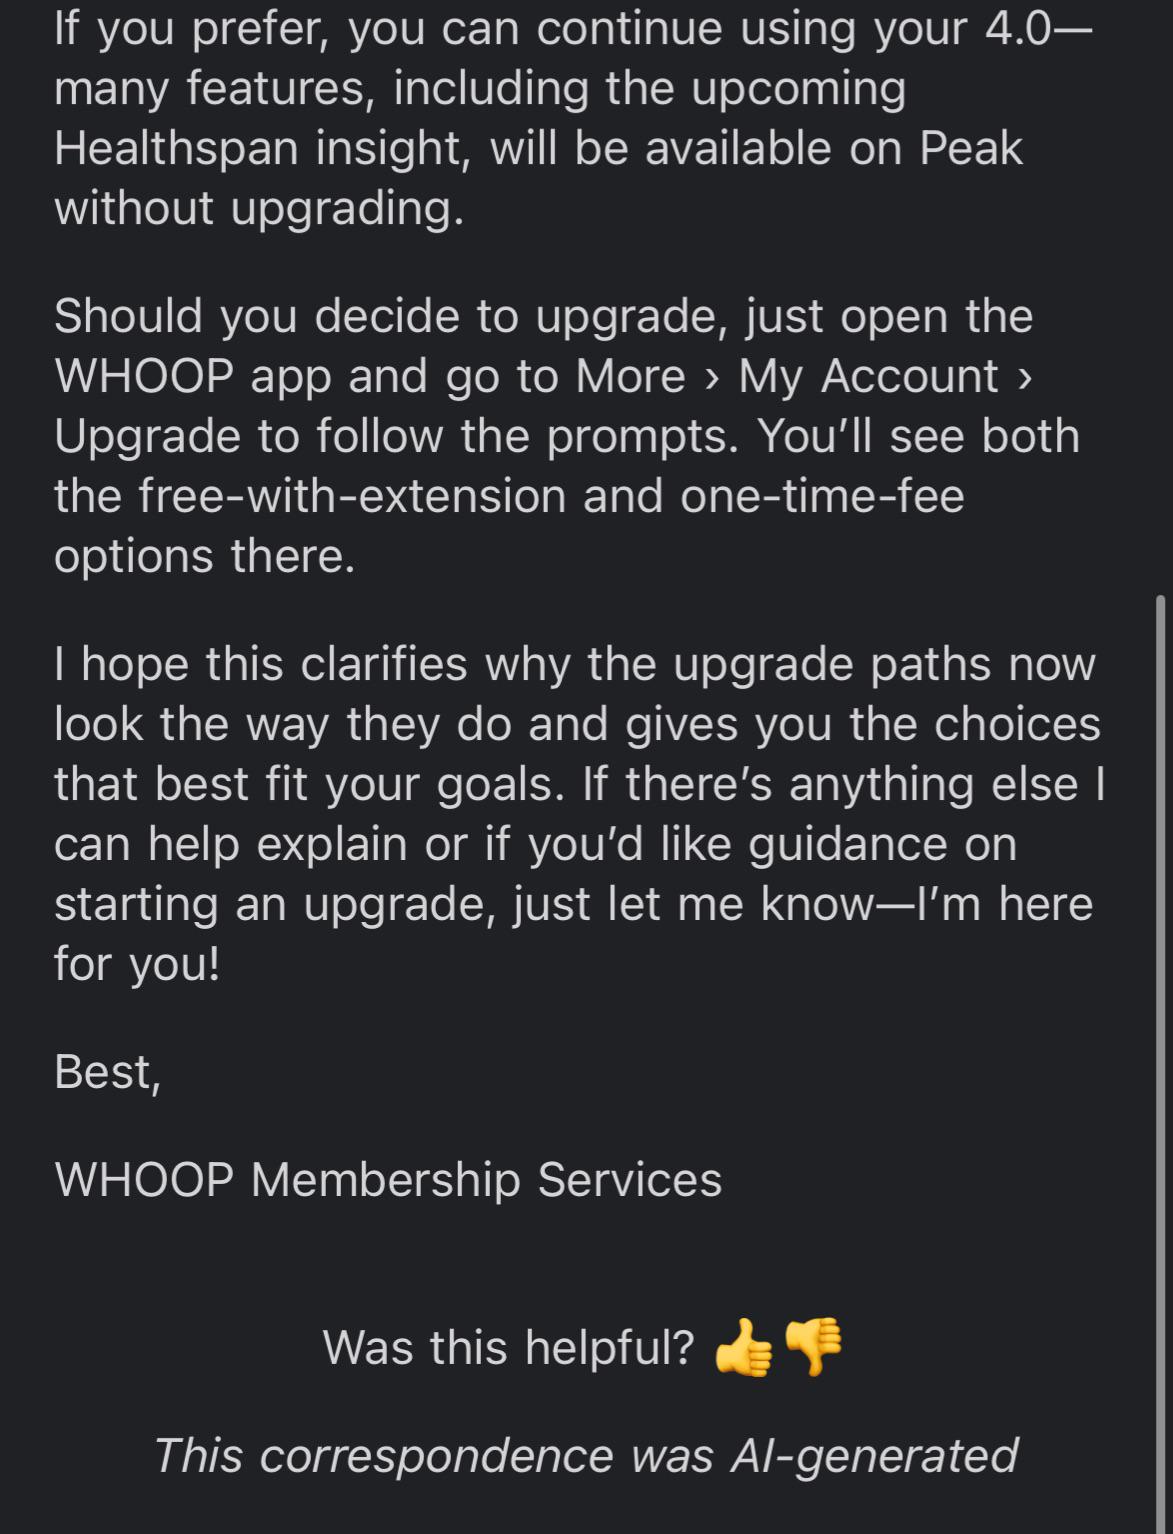 If you prefer, you can continue using your 4.0—
many features, including the upcoming
Healthspan insight, will be available on Peak
without upgrading.
Should you decide to upgrade, just open the
WHOOP app and go to More › My Account ›
Upgrade to follow the prompts. You’ll see both
the free-with-extension and one-time-fee
options there.
I hope this clarifies why the upgrade paths now
look the way they do and gives you the choices
that best fit your goals. If there’s anything else I
can help explain or if you’d like guidance on
starting an upgrade, just let me know—I’m here
for you!
Best,
WHOOP Membership Services
Was this helpful? 👍👎
This correspondence was AI-generated